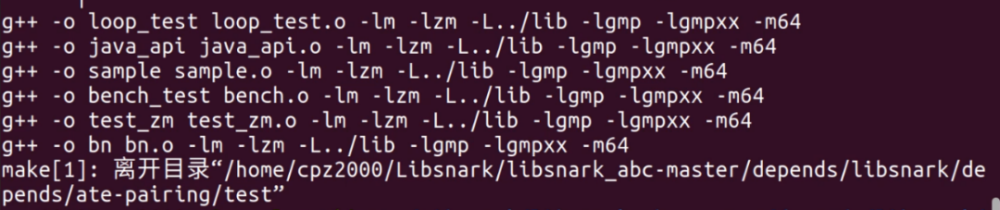 g++ -o loop_test loop_test.o -lm -lzm -L../lib -lgmp -lgmpxx -m64
g++ -o java_api java_api.o -lm -lzm -L../lib -lgmp -lgmpxx -m64
g++ -o sample sample.o -lm -lzm -L../lib -lgmp -lgmpxx -m64
g++ -o bench_test bench.o -lm -lzm -L../lib -lgmp -lgmpxx -m64
g++ -o test_zm test_zm.o -lm -lzm -L../lib -lgmp -lgmpxx -m64
g++ -o bn bn.o -lm -lzm -L../lib -lgmp -lgmpxx -m64
make[1]: 离开目录“/home/cpz2000/Libsnark/libsnark_abc-master/depends/libsnark/de
pends/ate-pairing/test”